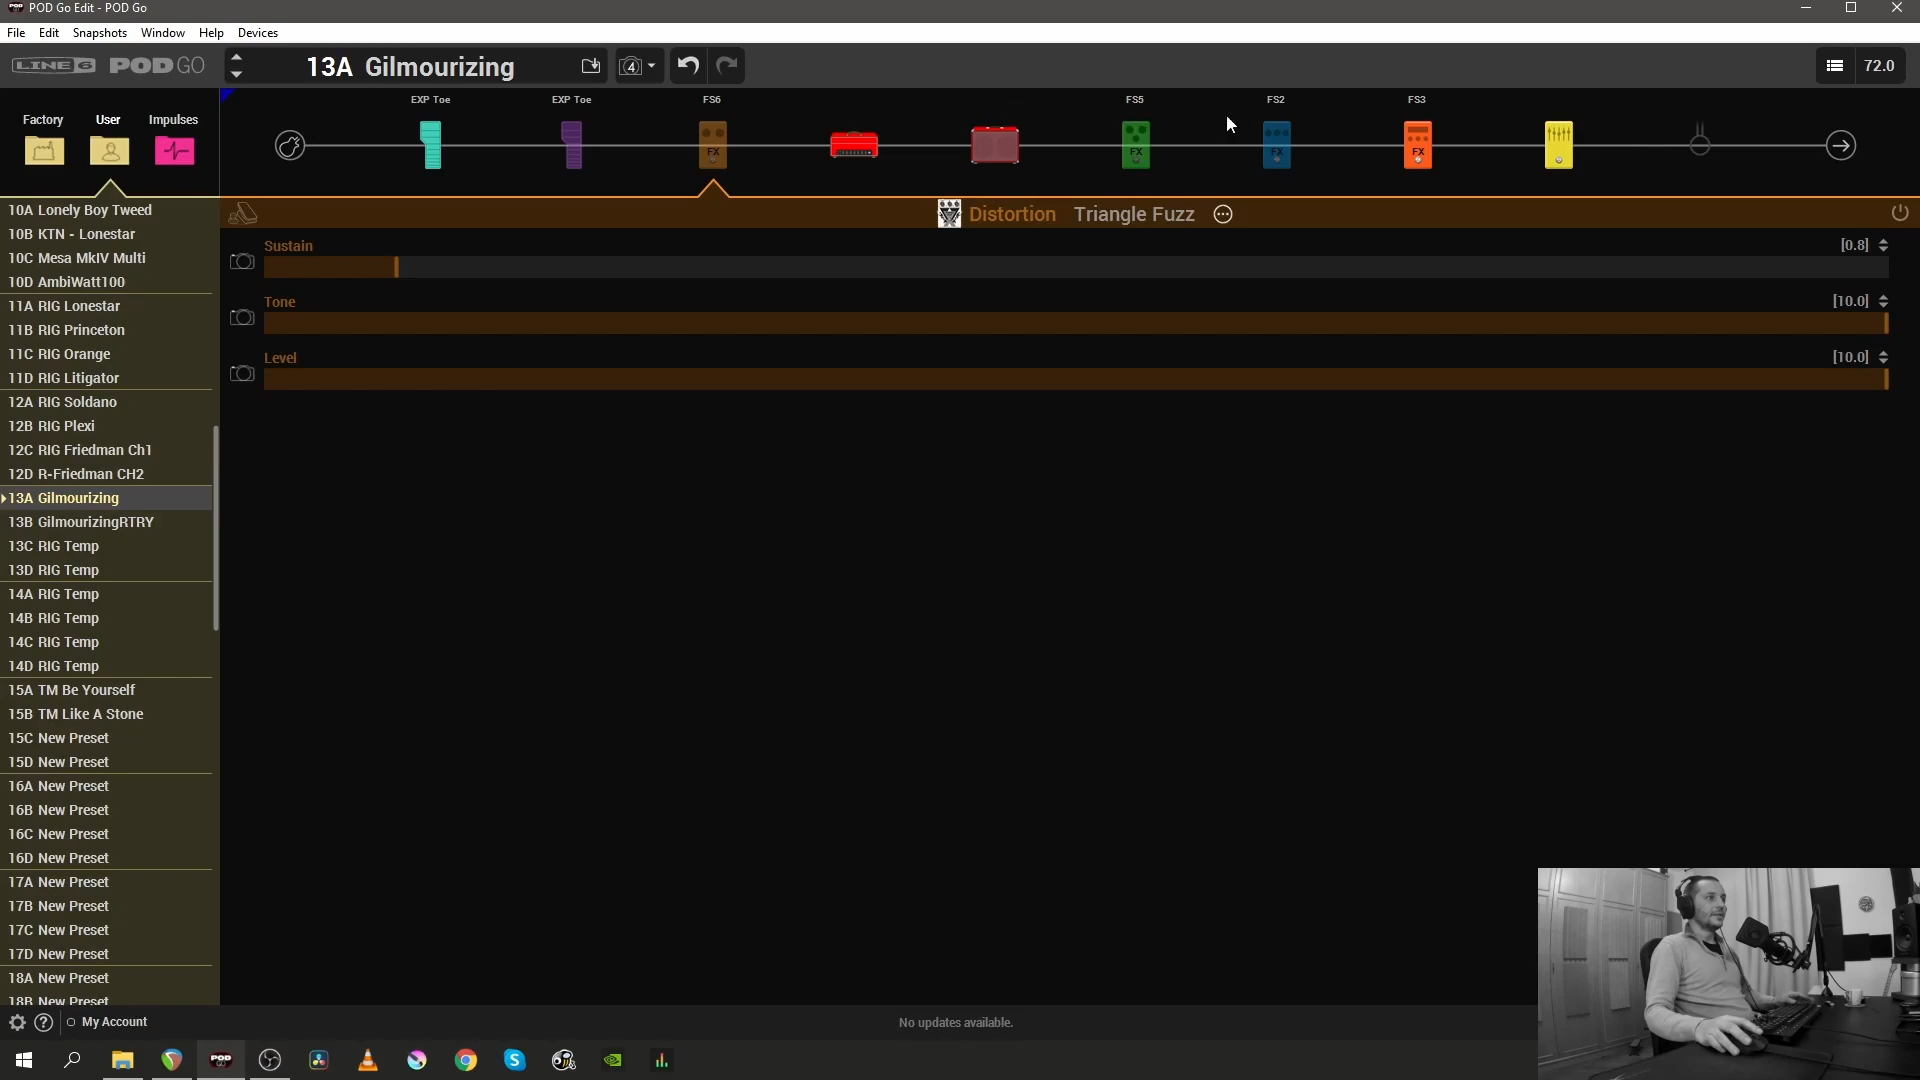 POD Go Edit - POD Go
File Edit Snapshots Window Help Devices
LINE 6 POD GO
13A Gilmourizing
4
72.0
Factory User Impulses
EXP Toe EXP Toe FS6 FS5 FS2 FS3
FX FX FX FX
Distortion Triangle Fuzz
Sustain [0.8]
Tone [10.0]
Level [10.0]
10A Lonely Boy Tweed
10B KTN - Lonestar
10C Mesa MkIV Multi
10D AmbiWatt100
11A RIG Lonestar
11B RIG Princeton
11C RIG Orange
11D RIG Litigator
12A RIG Soldano
12B RIG Plexi
12C RIG Friedman Ch1
12D R-Friedman CH2
13A Gilmourizing
13B GilmourizingRTRY
13C RIG Temp
13D RIG Temp
14A RIG Temp
14B RIG Temp
14C RIG Temp
14D RIG Temp
15A TM Be Yourself
15B TM Like A Stone
15C New Preset
15D New Preset
16A New Preset
16B New Preset
16C New Preset
16D New Preset
17A New Preset
17B New Preset
17C New Preset
17D New Preset
18A New Preset
18B New Preset
My Account
No updates available.
POD